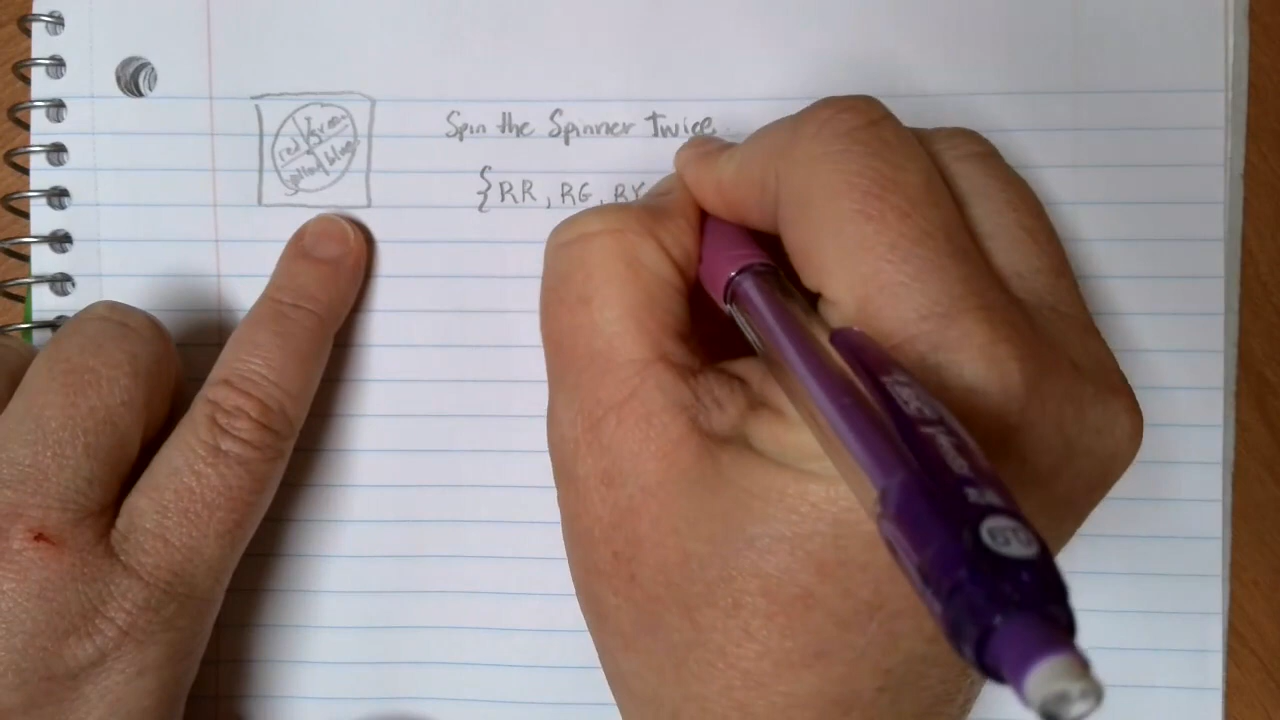 red green
yellow blue
Spin the Spinner Twice.
{RR, RG, RY